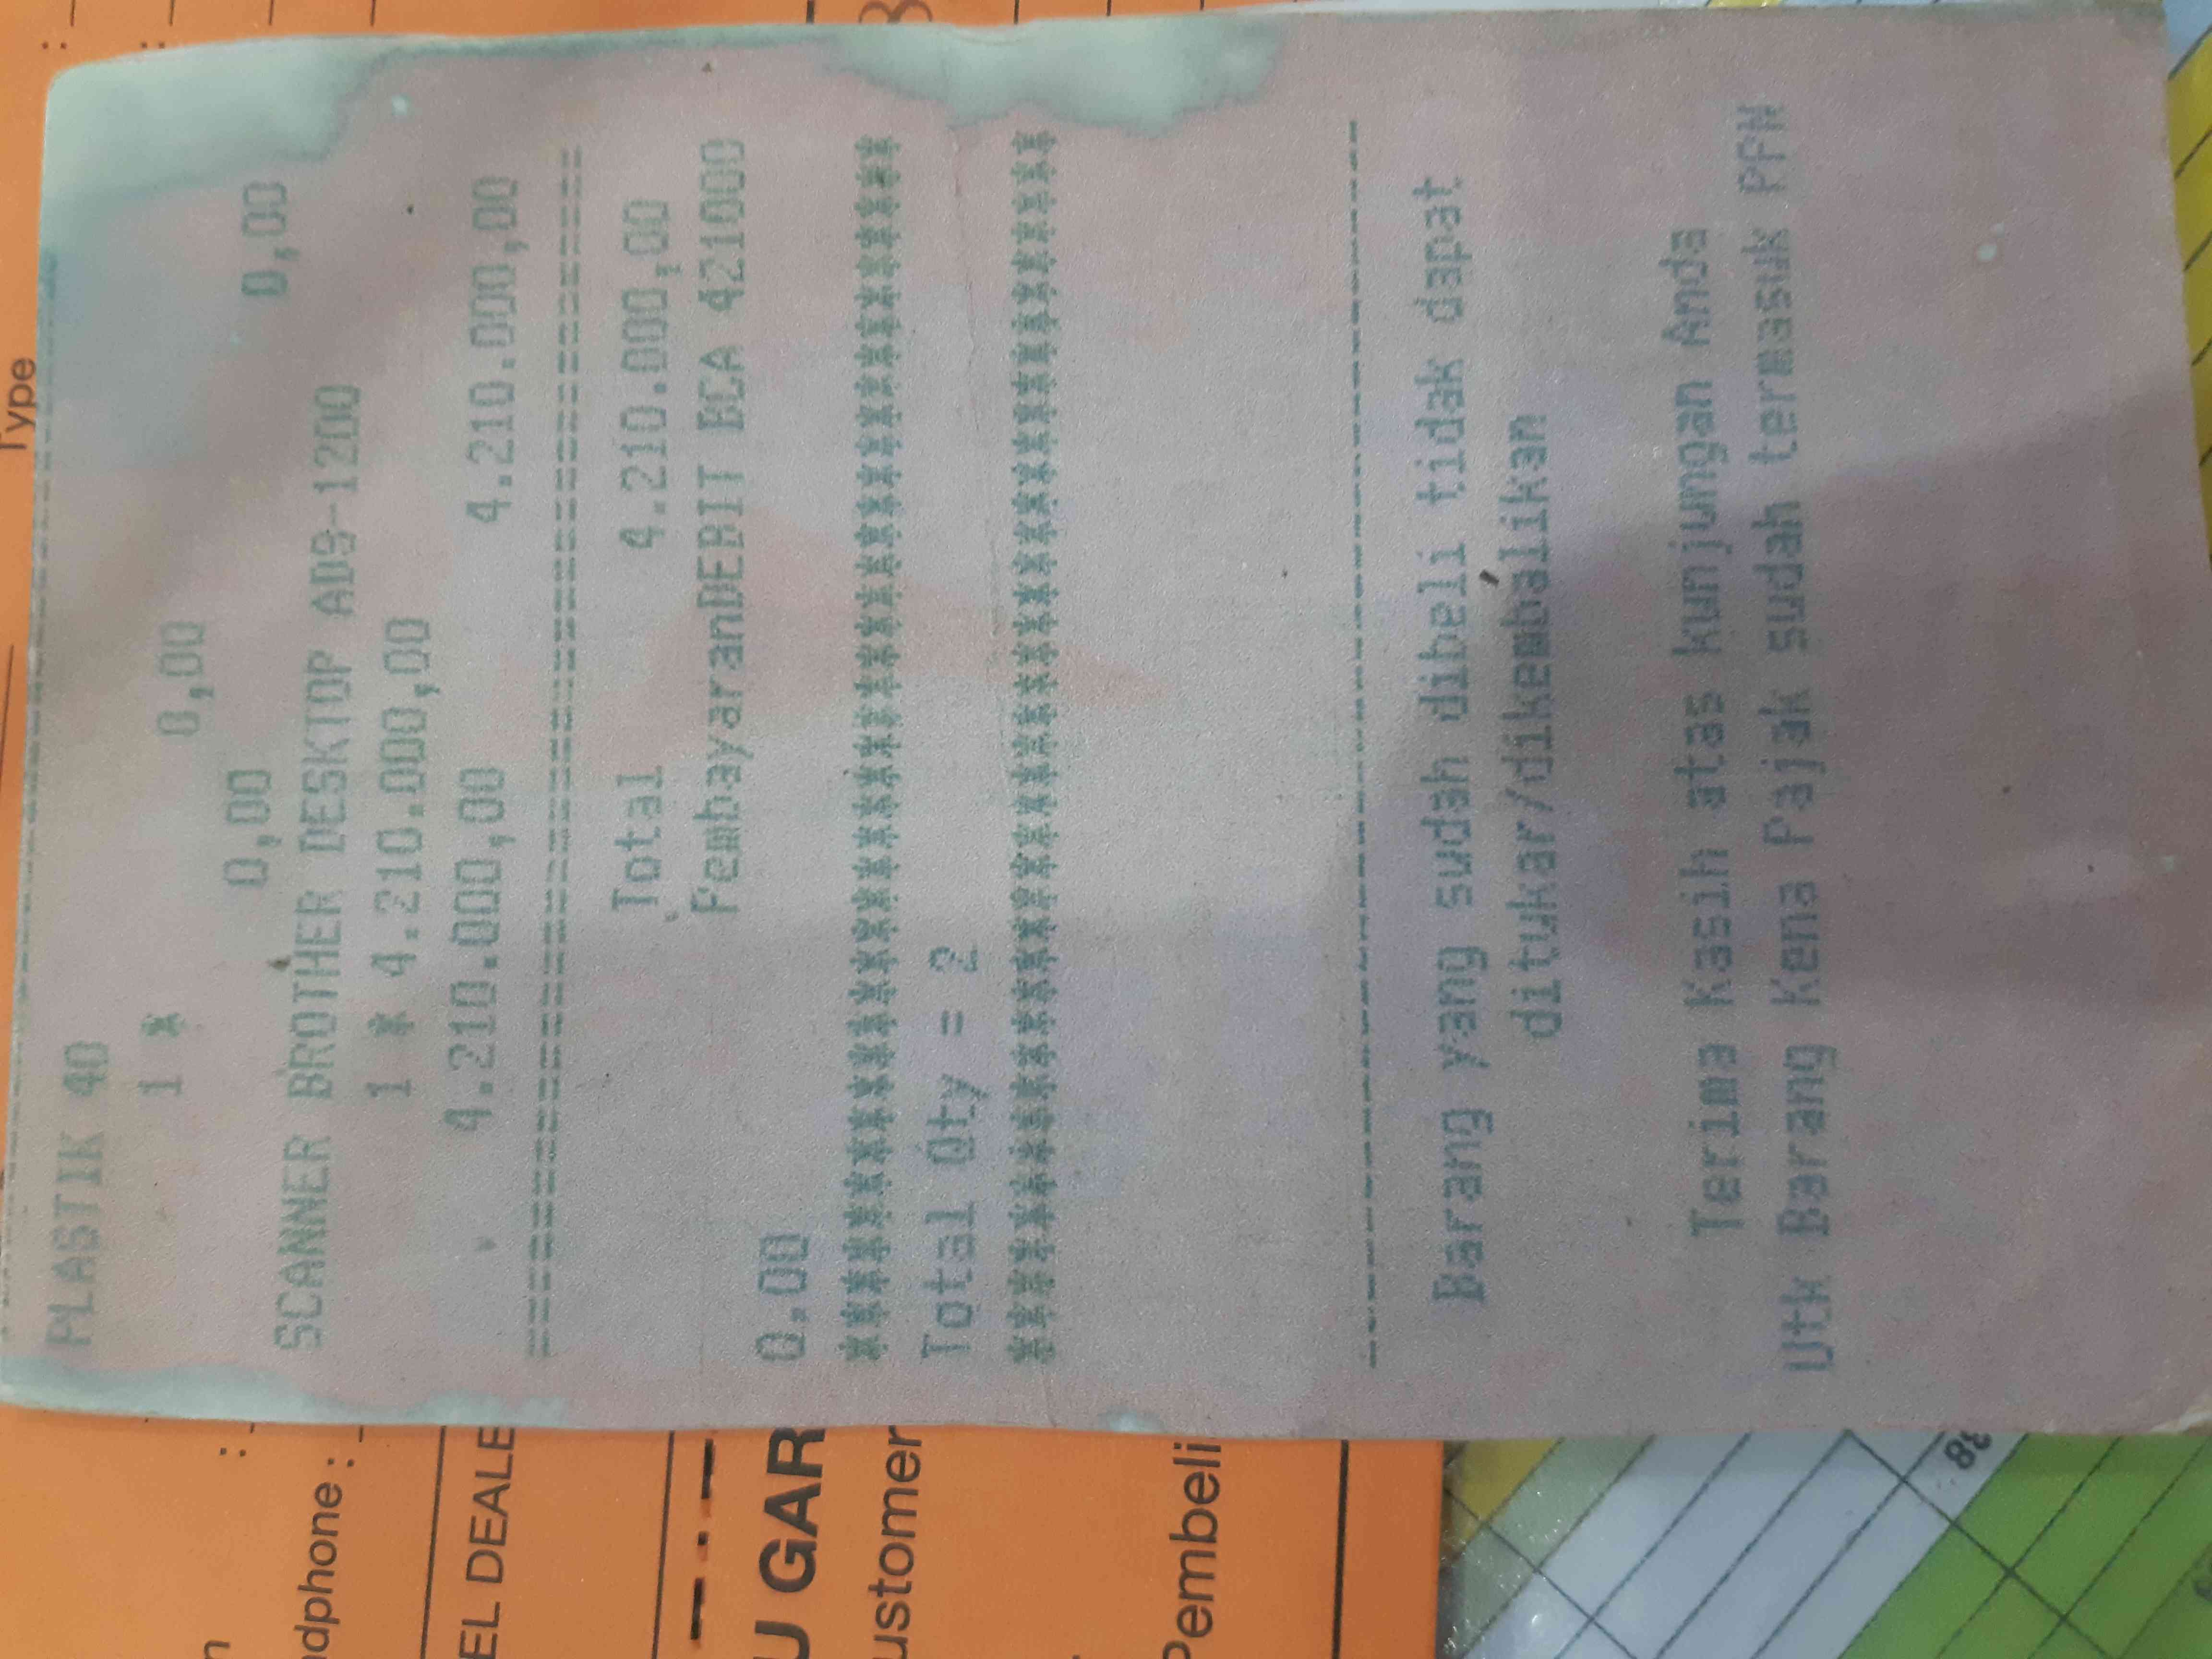 PLASTIK 40
1 * 0,00
0,00 0,00
SCANNER BROTHER DESKTOP ADS-1200
1 * 4.210.000,00
4.210.000,00 4.210.000,00
================================
Total 4.210.000,00
PembayaranDEBIT BCA 421000
0,00
Total Qty = 2
Barang yang sudah dibeli tidak dapat
ditukar/dikembalikan
Terima Kasih atas kunjungan Anda
Utk Barang Kena Pajak sudah termasuk PPN
Type
adphone :
EL DEALE
U GAR
ustomer
Pembeli
38